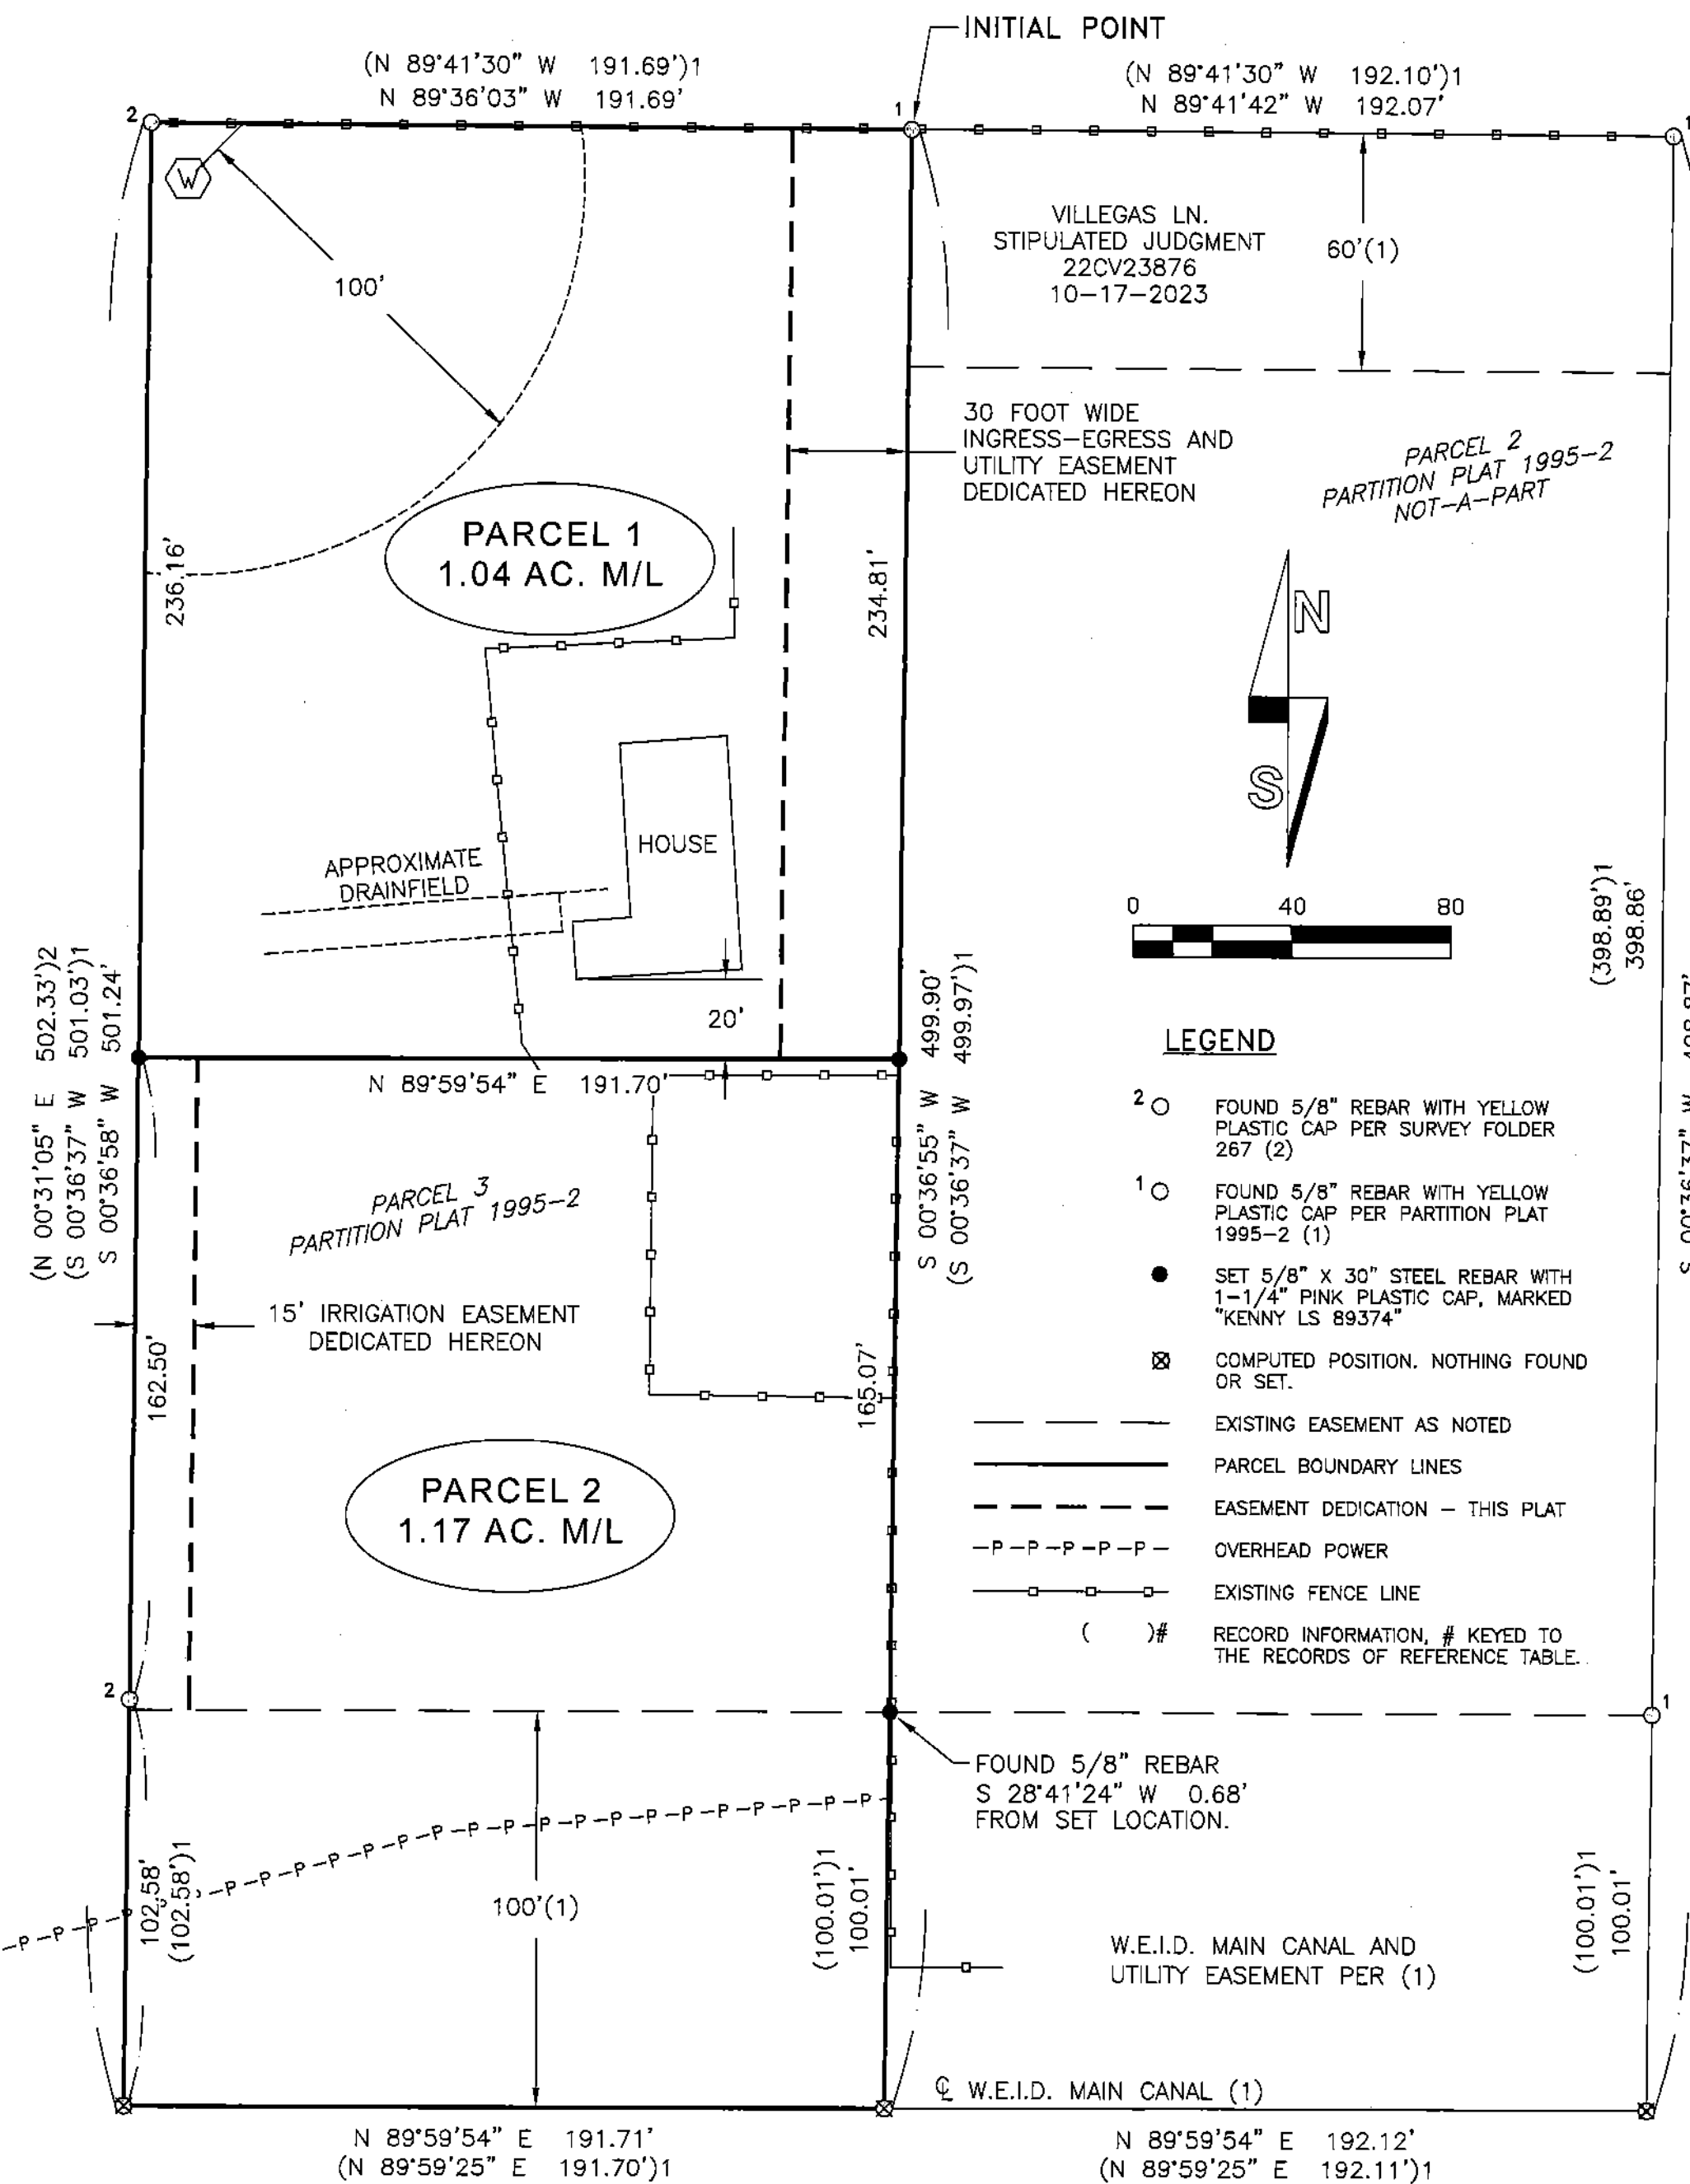 INITIAL POINT
(N 89°41'30" W 191.69')1
N 89°36'03" W 191.69'
(N 89°41'30" W 192.10')1
N 89°41'42" W 192.07'
2
1
1
W
100'
VILLEGAS LN.
STIPULATED JUDGMENT
22CV23876
10-17-2023
60'(1)
30 FOOT WIDE
INGRESS-EGRESS AND
UTILITY EASEMENT
DEDICATED HEREON
PARCEL 2
PARTITION PLAT 1995-2
NOT-A-PART
PARCEL 1
1.04 AC. M/L
236.16'
234.81'
N
S
HOUSE
APPROXIMATE
DRAINFIELD
0 40 80
(398.89')1
398.86'
20'
(N 00°31'05" E 502.33')2
(S 00°36'37" W 501.03')1
S 00°36'58" W 501.24'
N 89°59'54" E 191.70'
S 00°36'55" W 499.90'
(S 00°36'37" W 499.97')1
PARCEL 3
PARTITION PLAT 1995-2
15' IRRIGATION EASEMENT
DEDICATED HEREON
162.50'
165.07'
PARCEL 2
1.17 AC. M/L
LEGEND
2 FOUND 5/8" REBAR WITH YELLOW
PLASTIC CAP PER SURVEY FOLDER
267 (2)
1 FOUND 5/8" REBAR WITH YELLOW
PLASTIC CAP PER PARTITION PLAT
1995-2 (1)
SET 5/8" X 30" STEEL REBAR WITH
1-1/4" PINK PLASTIC CAP, MARKED
"KENNY LS 89374"
COMPUTED POSITION. NOTHING FOUND
OR SET.
EXISTING EASEMENT AS NOTED
PARCEL BOUNDARY LINES
EASEMENT DEDICATION - THIS PLAT
-P-P-P-P-P- OVERHEAD POWER
EXISTING FENCE LINE
( )# RECORD INFORMATION, # KEYED TO
THE RECORDS OF REFERENCE TABLE.
2
1
FOUND 5/8" REBAR
S 28°41'24" W 0.68'
FROM SET LOCATION.
-P-P-P-P-P-P-P-P-P-P-P-P-P-P-P-P-P-P-P-P-P-P-P-P-
102.58'
(102.58')1
100'(1)
(100.01')1
100.01'
W.E.I.D. MAIN CANAL AND
UTILITY EASEMENT PER (1)
(100.01')1
100.01'
℄ W.E.I.D. MAIN CANAL (1)
N 89°59'54" E 191.71'
(N 89°59'25" E 191.70')1
N 89°59'54" E 192.12'
(N 89°59'25" E 192.11')1